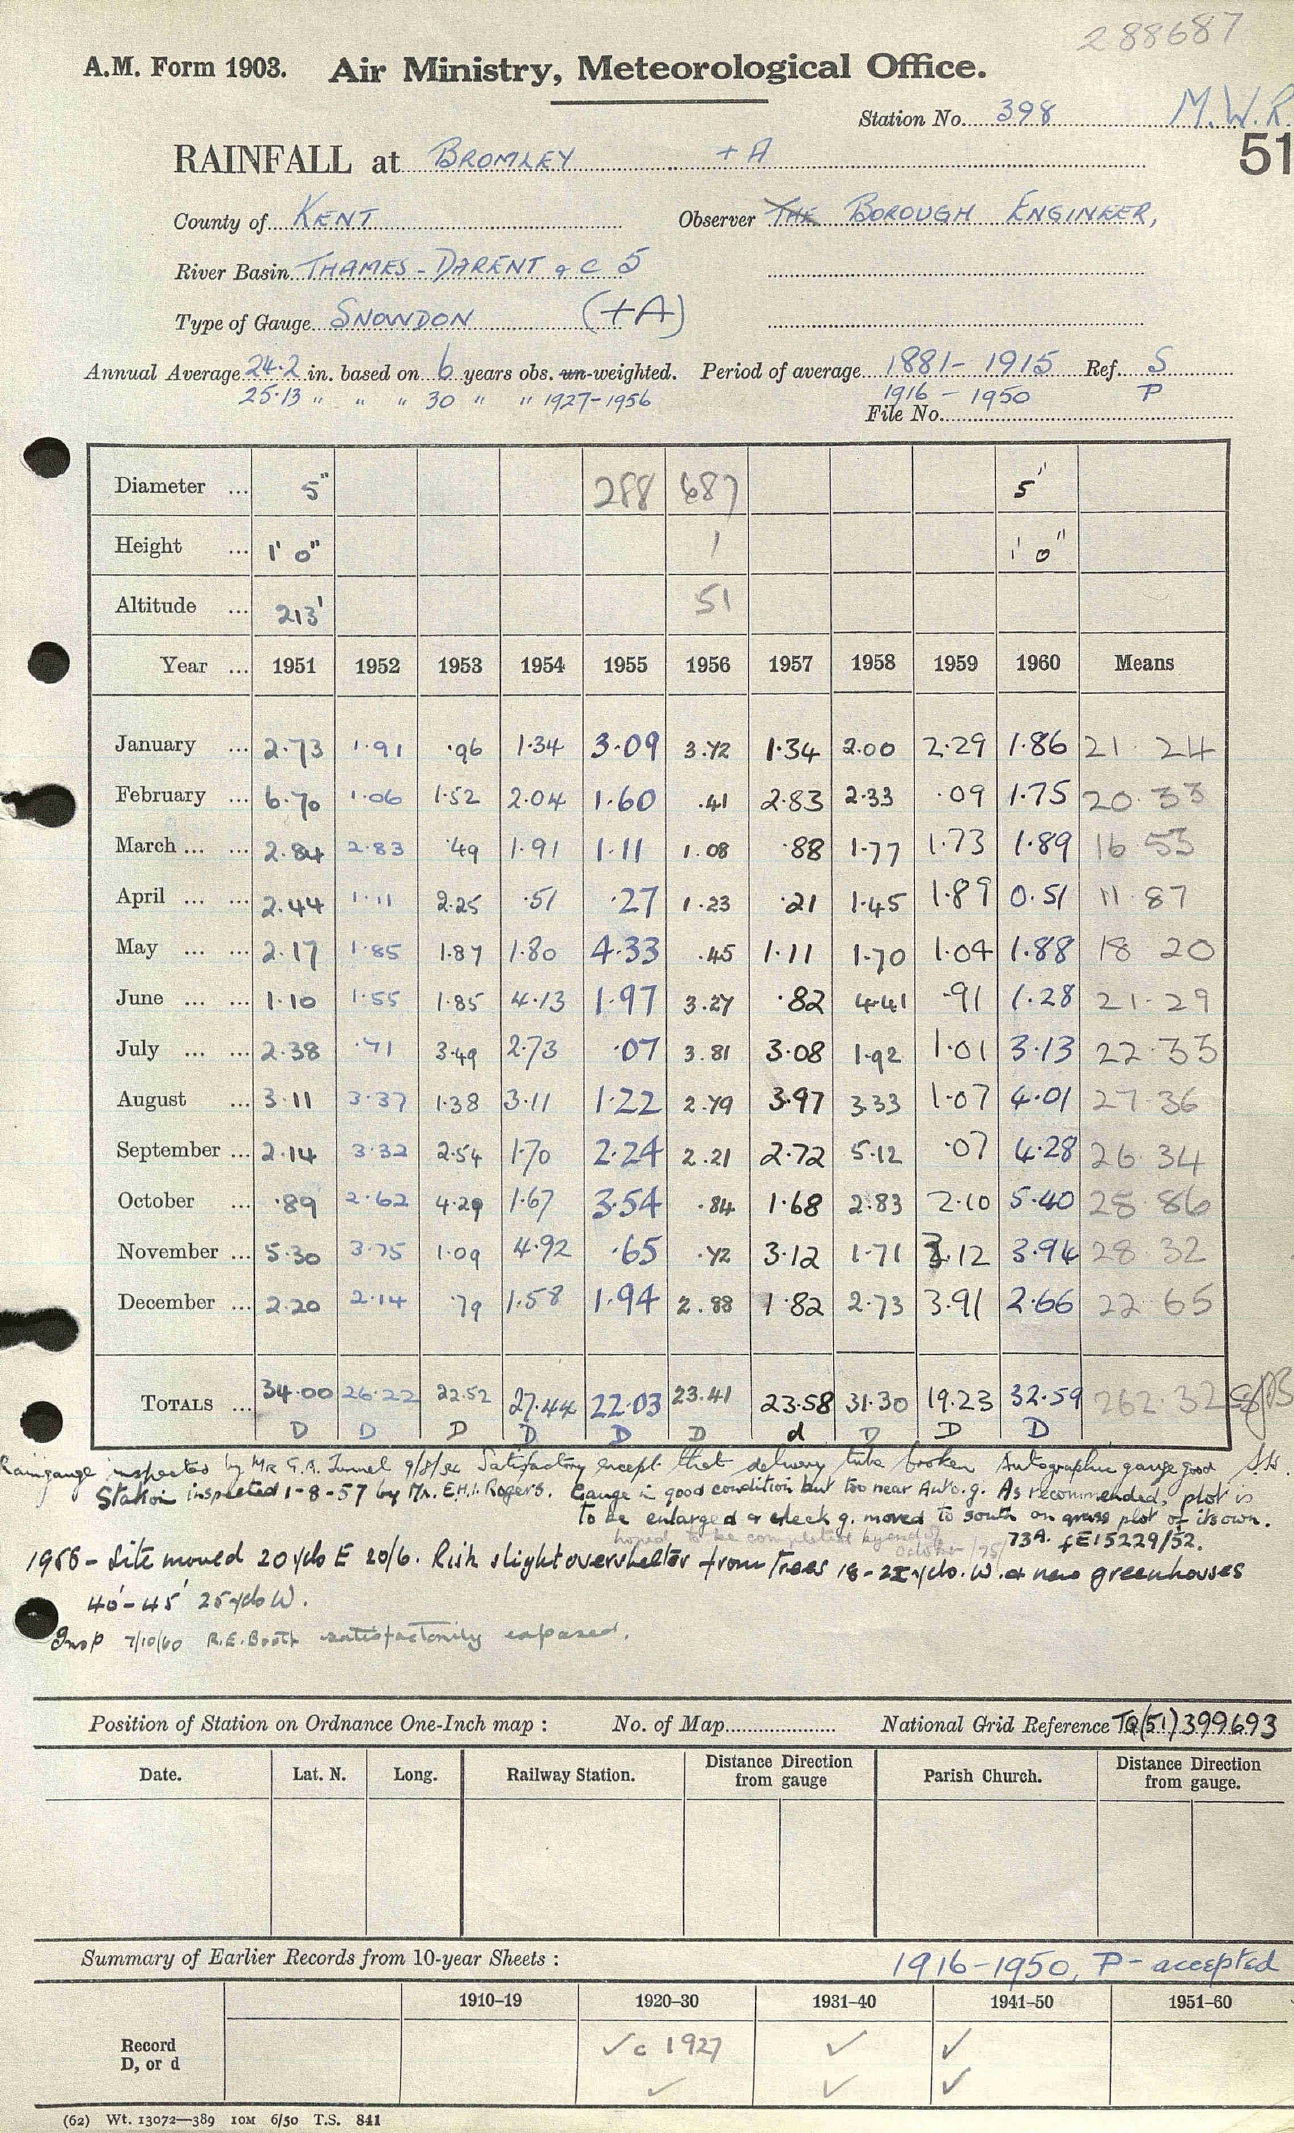 288687
A.M. Form 1903. Air Ministry, Meteorological Office.
Station No. 398 M.W.R.
51
RAINFALL at BROMLEY +A
County of KENT Observer THE BOROUGH ENGINEER,
River Basin THAMES - DARENT & C 5
Type of Gauge SNOWDON (+A)
Annual Average 24.2 in. based on 6 years obs. un-weighted. Period of average 1881-1915 Ref. S
25.13 " " " 30 " " 1927-1956 1916-1950 P
File No.
Diameter ... 5" 288 687 5"
Height ... 1' 0" 1 1' 0"
Altitude ... 213' 51
Year ... 1951 1952 1953 1954 1955 1956 1957 1958 1959 1960 Means
January ... 2.73 1.91 .96 1.34 3.09 3.72 1.34 2.00 2.29 1.86 21.24
February ... 6.70 1.06 1.52 2.04 1.60 .41 2.83 2.33 .09 1.75 20.33
March ... ... 2.84 2.83 .49 1.91 1.11 1.08 .88 1.77 1.73 1.89 16 53
April ... ... 2.44 1.11 2.25 .51 .27 1.23 .21 1.45 1.89 0.51 11.87
May ... ... 2.17 1.85 1.87 1.80 4.33 .45 1.11 1.70 1.04 1.88 18 20
June ... ... 1.10 1.55 1.85 4.13 1.97 3.27 .82 4.41 .91 1.28 21.29
July ... ... 2.38 .71 3.49 2.73 .07 3.81 3.08 1.92 1.01 3.13 22.33
August ... 3.11 3.37 1.38 3.11 1.22 2.79 3.97 3.33 1.07 4.01 27.36
September ... 2.14 3.32 2.54 1.70 2.24 2.21 2.72 5.12 .07 4.28 26.34
October ... .89 2.62 4.29 1.67 3.54 .84 1.68 2.83 2.10 5.40 25.86
November ... 5.30 3.75 1.09 4.92 .65 .72 3.12 1.71 3.12 3.94 28.32
December ... 2.20 2.14 .79 1.58 1.94 2.88 1.82 2.73 3.91 2.66 22 65
TOTALS ... 34.00 26.22 22.52 27.44 22.03 23.41 23.58 31.30 19.23 32.59 262.32
D D D D D D d D D D
Raingauge inspected by Mr G.A. Tunnel 9/8/54 Satisfactory except that delivery tube broken Autographic gauge good
Station inspected 1-8-57 by Mr. E.H.I. Rogers. Gauge in good condition but too near Auto.g. As recommended, plot is
to be enlarged & check g. moved to south on grass plot of its own.
hoped to be completed by end of
October 73A. fE15229/52.
1958 - Site moved 20 yds E 20/6. Risk slight overshelter from trees 18-22 yds. W. & new greenhouses
40'-45' 25 yds W.
Insp 7/10/60 R.E. Booth satisfactorily exposed.
Position of Station on Ordnance One-Inch map : No. of Map National Grid Reference TQ(51)399693
Date. Lat. N. Long. Railway Station. Distance Direction from gauge Parish Church. Distance Direction from gauge.
Summary of Earlier Records from 10-year Sheets : 1916-1950, P - accepted
1910–19 1920–30 1931–40 1941–50 1951–60
Record ✓ c 1927 ✓ ✓
D, or d ✓ ✓ ✓
(62) Wt. 13072—389 10M 6/50 T.S. 841